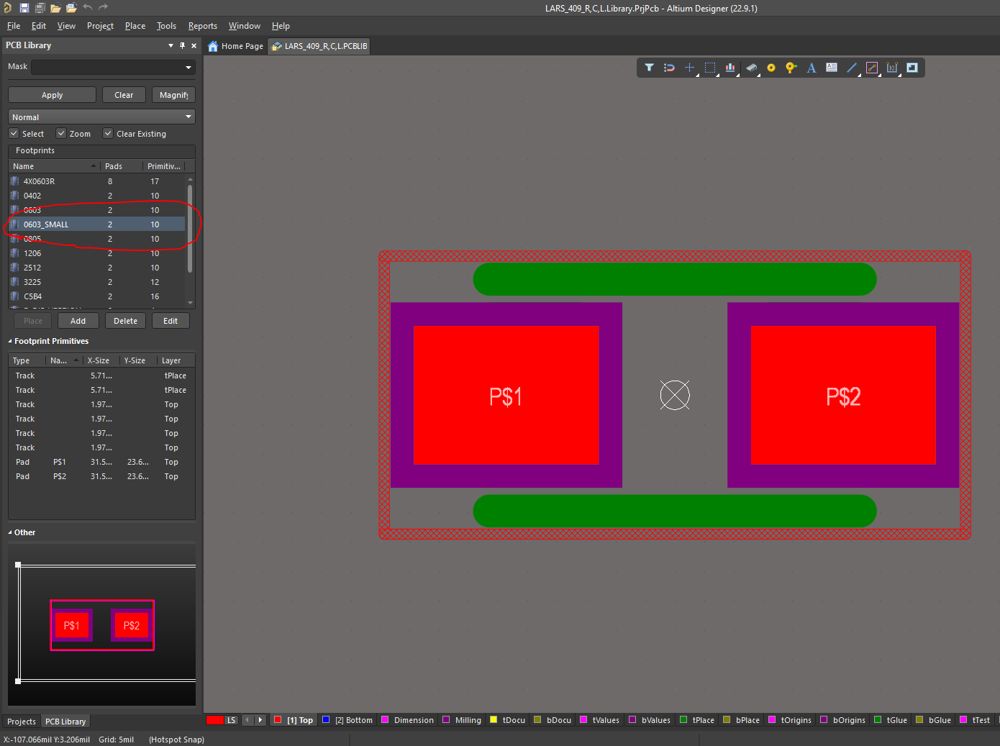 LARS_409_R,C,L.Library.PrjPcb - Altium Designer (22.9.1)
File Edit View Project Place Tools Reports Window Help
PCB Library
Home Page LARS_409_R,C,L.PCBLIB
Mask
Apply Clear Magnify
Normal
Select Zoom Clear Existing
Footprints
Name Pads Primitiv...
4X0603R 8 17
0402 2 10
0603 2 10
0603_SMALL 2 10
0805 2 10
1206 2 10
2512 2 10
3225 2 12
C5B4 2 16
Place Add Delete Edit
Footprint Primitives
Type Na... X-Size Y-Size Layer
Track 5.71... tPlace
Track 5.71... tPlace
Track 1.97... Top
Track 1.97... Top
Track 1.97... Top
Track 1.97... Top
Pad P$1 31.5... 23.6... Top
Pad P$2 31.5... 23.6... Top
Other
P$1 P$2
P$1 P$2
Projects PCB Library
LS [1] Top [2] Bottom Dimension Milling tDocu bDocu tValues bValues tPlace bPlace tOrigins bOrigins tGlue bGlue tTest
X:-107.066mil Y:3.206mil Grid: 5mil (Hotspot Snap)